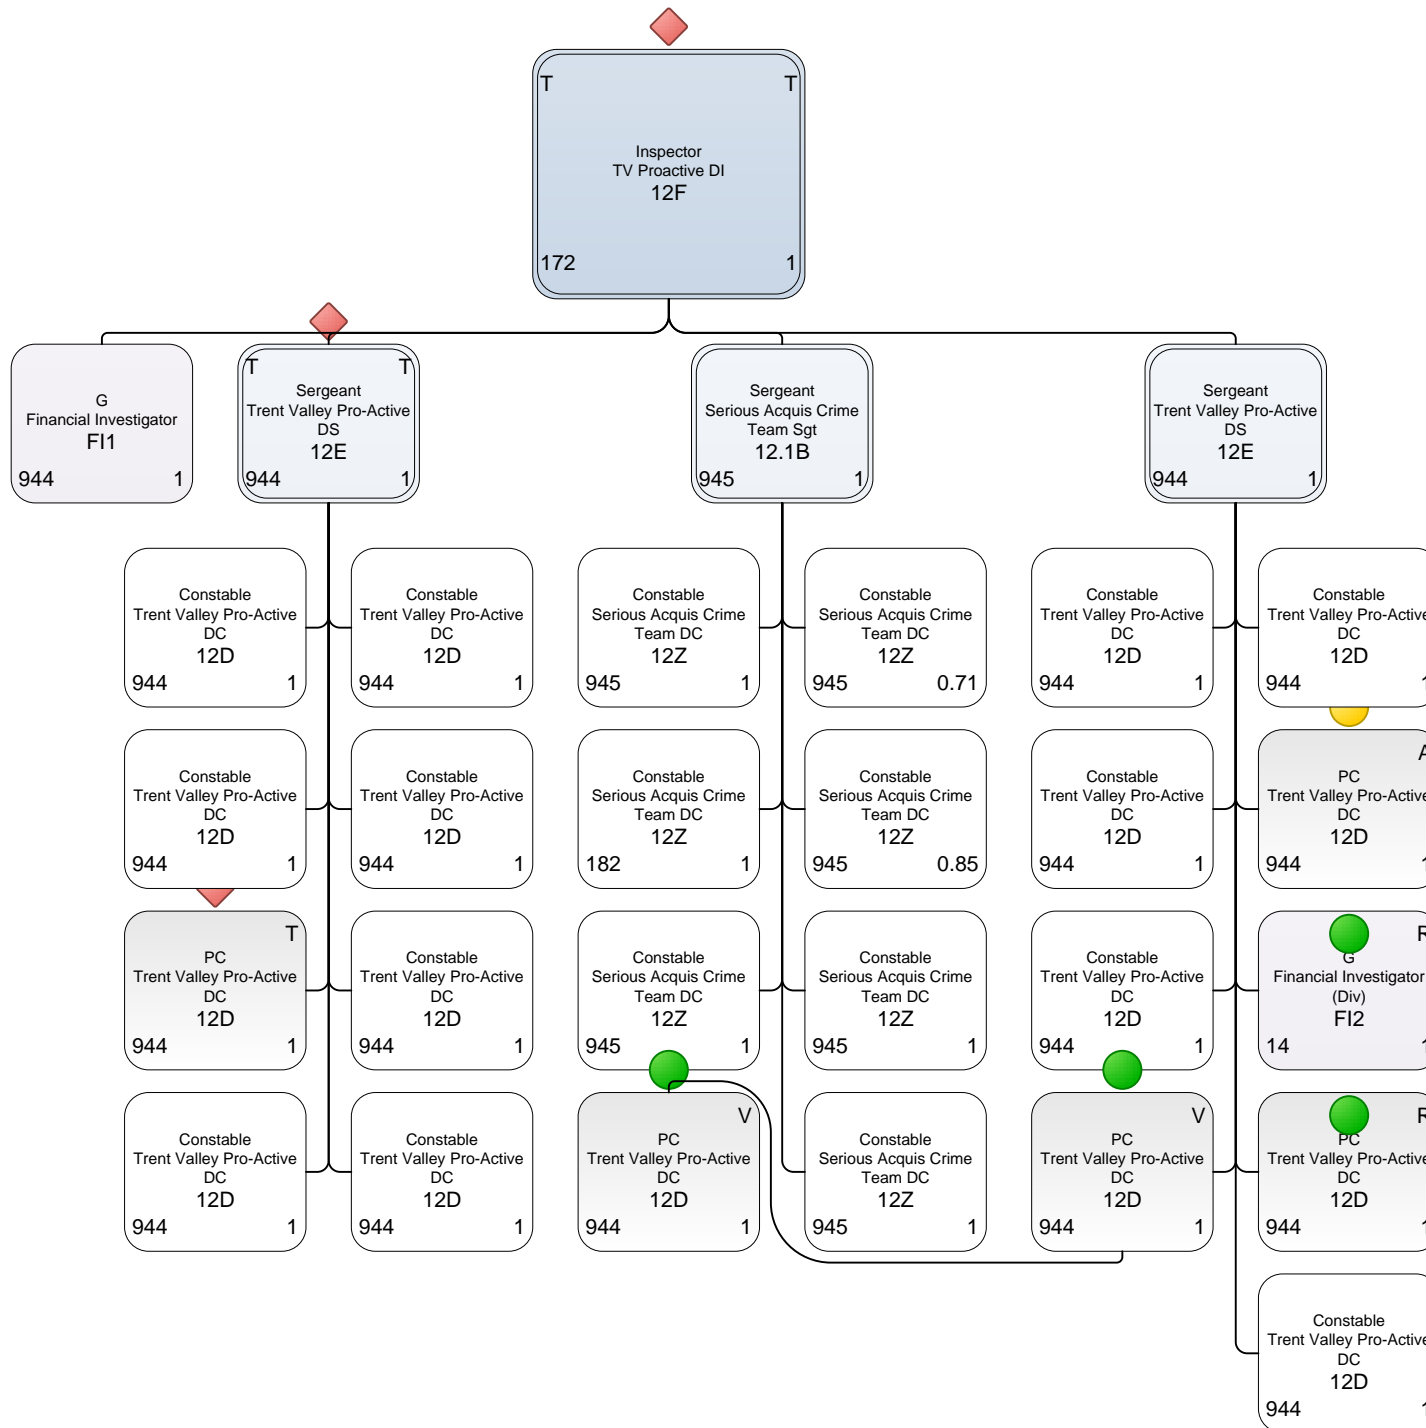 T T
Inspector
TV Proactive DI
12F
172 1
G
Financial Investigator
FI1
944 1
T T
Sergeant
Trent Valley Pro-Active
DS
12E
944 1
Sergeant
Serious Acquis Crime
Team Sgt
12.1B
945 1
Sergeant
Trent Valley Pro-Active
DS
12E
944 1
Constable
Trent Valley Pro-Active
DC
12D
944 1
Constable
Trent Valley Pro-Active
DC
12D
944 1
Constable
Serious Acquis Crime
Team DC
12Z
945 1
Constable
Serious Acquis Crime
Team DC
12Z
945 0.71
Constable
Trent Valley Pro-Active
DC
12D
944 1
Constable
Trent Valley Pro-Active
DC
12D
944 1
Constable
Trent Valley Pro-Active
DC
12D
944 1
Constable
Trent Valley Pro-Active
DC
12D
944 1
Constable
Serious Acquis Crime
Team DC
12Z
182 1
Constable
Serious Acquis Crime
Team DC
12Z
945 0.85
Constable
Trent Valley Pro-Active
DC
12D
944 1
A
PC
Trent Valley Pro-Active
DC
12D
944 1
T
PC
Trent Valley Pro-Active
DC
12D
944 1
Constable
Trent Valley Pro-Active
DC
12D
944 1
Constable
Serious Acquis Crime
Team DC
12Z
945 1
Constable
Serious Acquis Crime
Team DC
12Z
945 1
Constable
Trent Valley Pro-Active
DC
12D
944 1
R
G
Financial Investigator
(Div)
FI2
14 1
Constable
Trent Valley Pro-Active
DC
12D
944 1
Constable
Trent Valley Pro-Active
DC
12D
944 1
V
PC
Trent Valley Pro-Active
DC
12D
944 1
Constable
Serious Acquis Crime
Team DC
12Z
945 1
V
PC
Trent Valley Pro-Active
DC
12D
944 1
R
PC
Trent Valley Pro-Active
DC
12D
944 1
Constable
Trent Valley Pro-Active
DC
12D
944 1